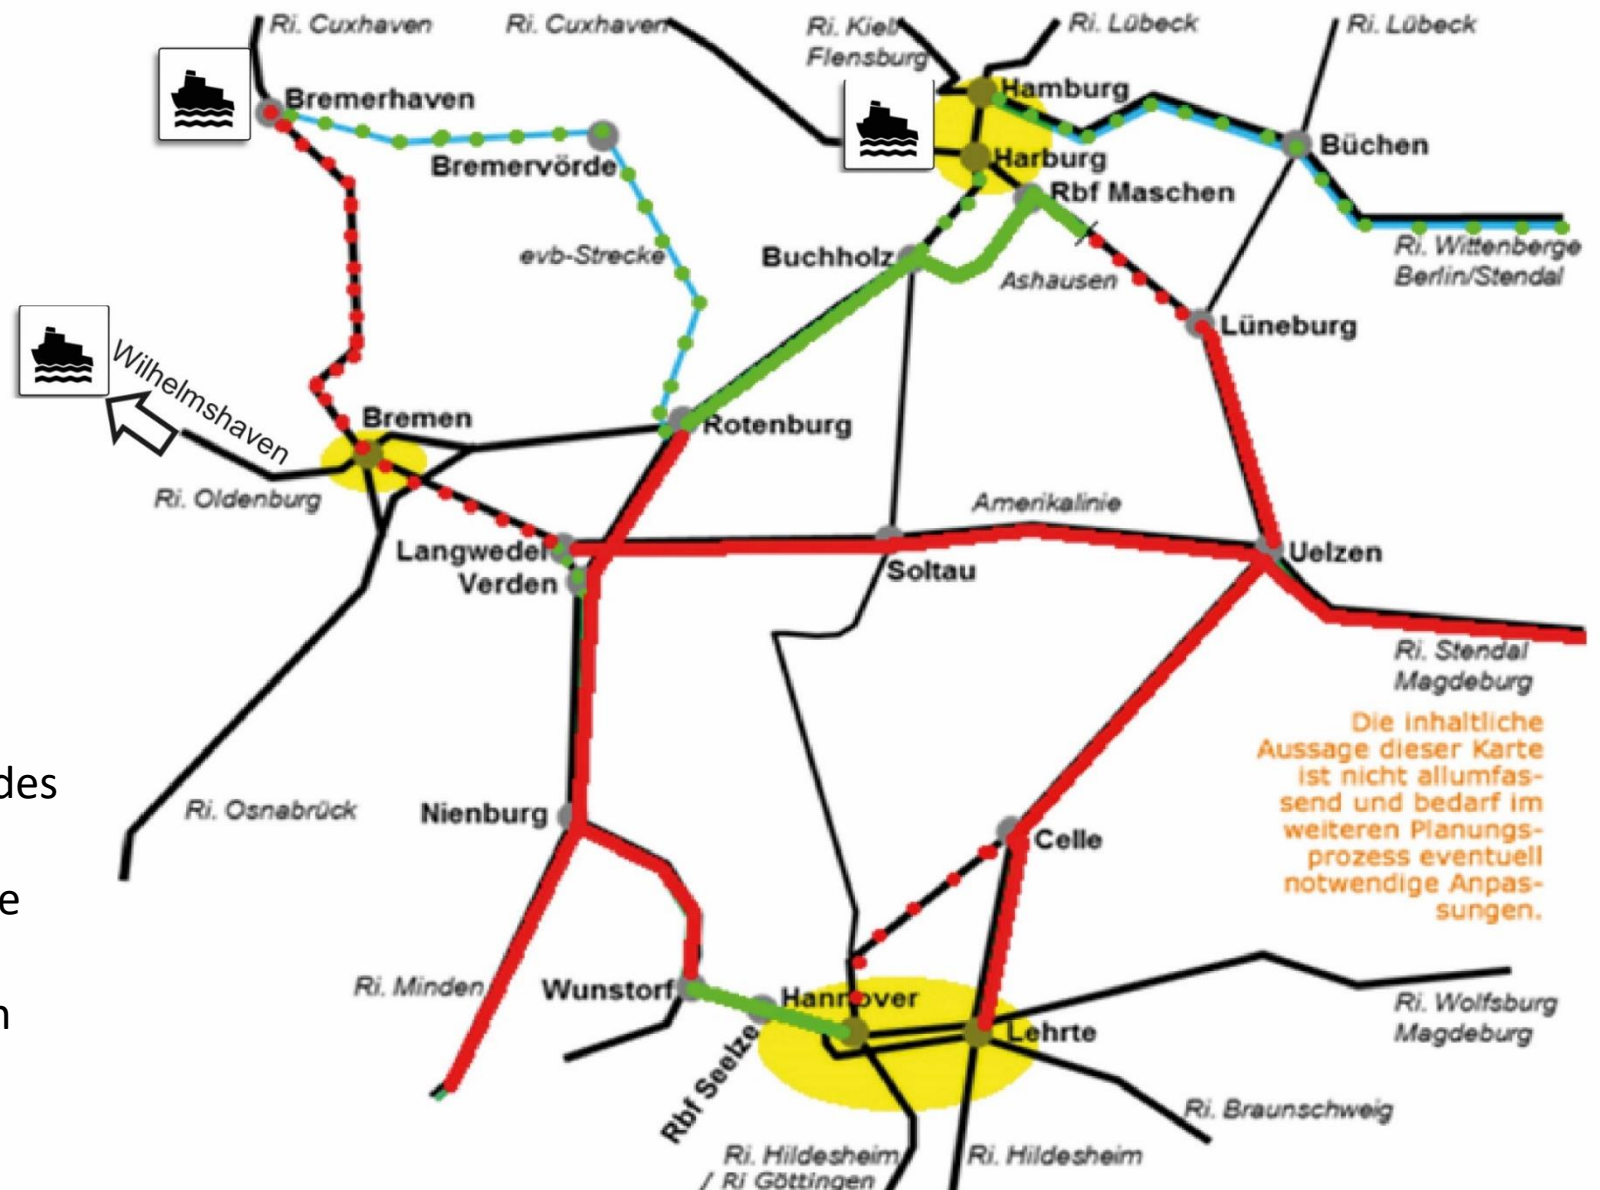 Ri. Cuxhaven
Ri. Cuxhaven
Ri. Kiel/
Flensburg
Ri. Lübeck
Ri. Lübeck
Bremerhaven
Hamburg
Bremervörde
Harburg
Büchen
Rbf Maschen
evb-Strecke
Buchholz
Ashausen
Ri. Wittenberge
Berlin/Stendal
Lüneburg
Wilhelmshaven
Bremen
Rotenburg
Ri. Oldenburg
Amerikalinie
Langwedel
Verden
Soltau
Uelzen
Ri. Stendal
Magdeburg
Die inhaltliche
Aussage dieser Karte
ist nicht allumfas-
send und bedarf im
weiteren Planungs-
prozess eventuell
notwendige Anpas-
sungen.
des
e
n
Ri. Osnabrück
Nienburg
Celle
Ri. Minden
Wunstorf
Hannover
Rbf Seelze
Lehrte
Ri. Wolfsburg
Magdeburg
Ri. Braunschweig
Ri. Hildesheim
/ Ri Göttingen
Ri. Hildesheim